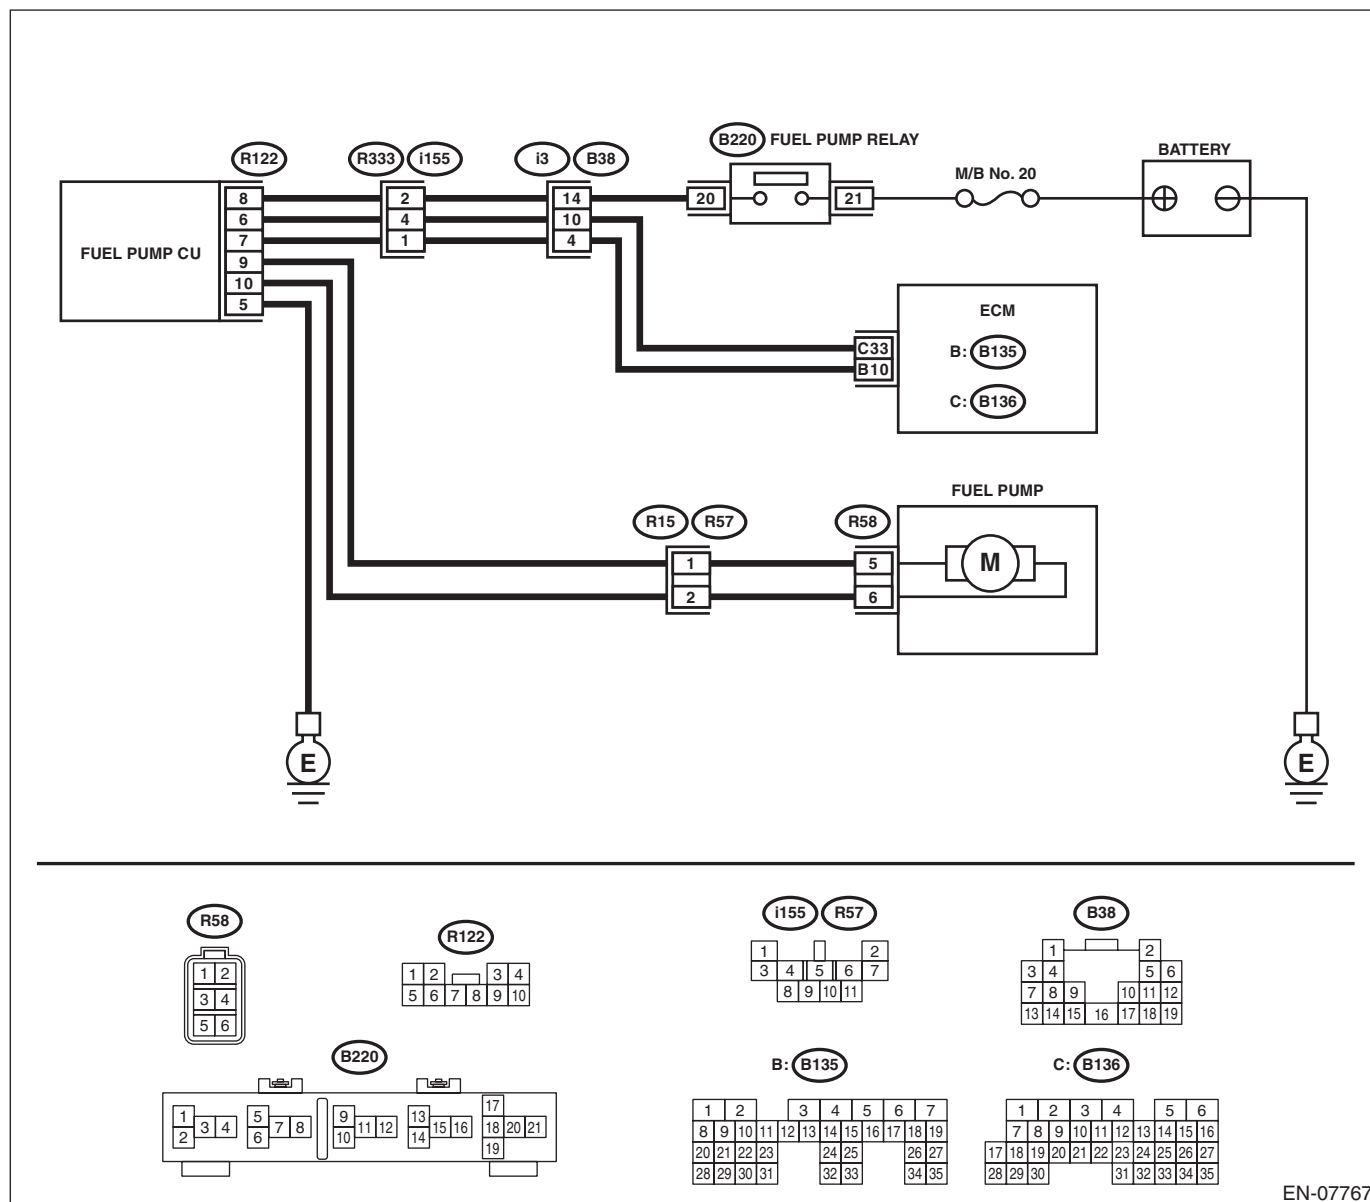 B220 FUEL PUMP RELAY
R122 R333 i155 i3 B38
M/B No. 20
BATTERY
8 2 14 20 21
6 4 10
7 1 4
FUEL PUMP CU
9
10
5
ECM
C33 B: B135
B10
C: B136
FUEL PUMP
R15 R57 R58
1 5 M
2 6
E E
R58
1 2
3 4
5 6
R122
1 2 3 4
5 6 7 8 9 10
i155 R57
1 2
3 4 5 6 7
8 9 10 11
B38
1 2
3 4 5 6
7 8 9 10 11 12
13 14 15 16 17 18 19
B220
1 5 9 13 17
3 4 7 8 11 12 15 16 18 20 21
2 6 10 14 19
B: B135
1 2 3 4 5 6 7
8 9 10 11 12 13 14 15 16 17 18 19
20 21 22 23 24 25 26 27
28 29 30 31 32 33 34 35
C: B136
1 2 3 4 5 6
7 8 9 10 11 12 13 14 15 16
17 18 19 20 21 22 23 24 25 26 27
28 29 30 31 32 33 34 35
EN-07767